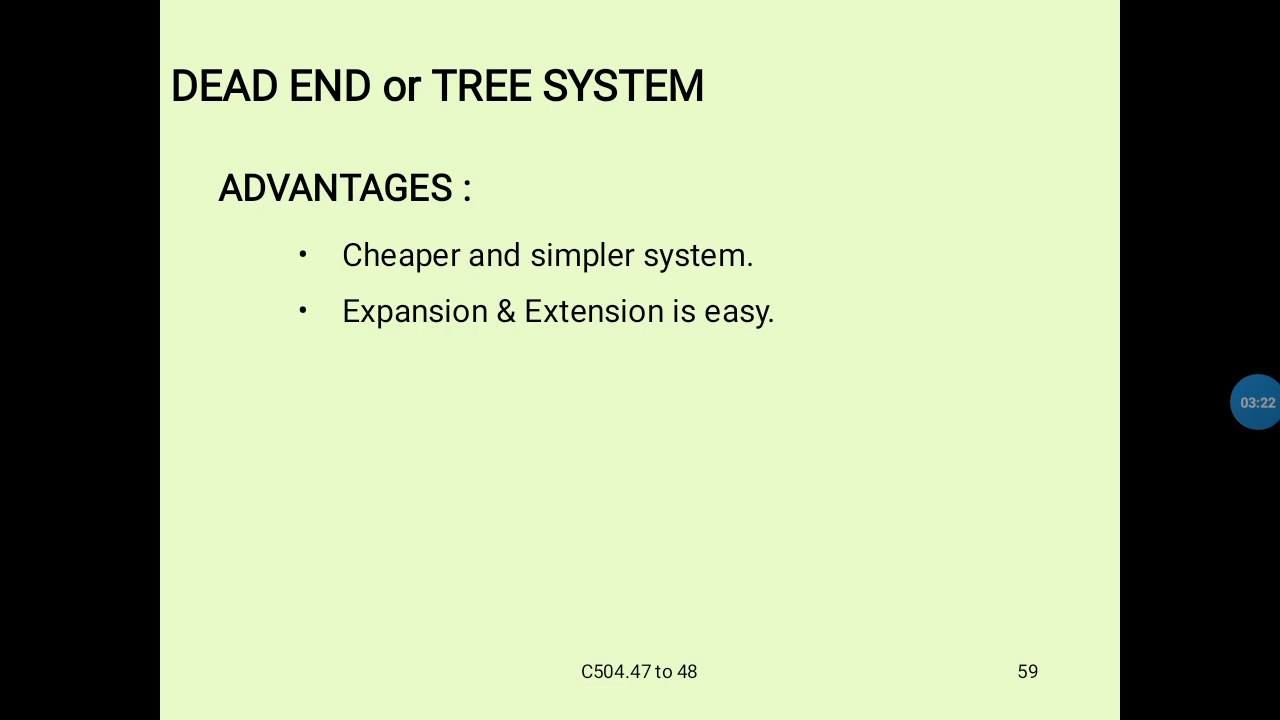 DEAD END or TREE SYSTEM
ADVANTAGES :
• Cheaper and simpler system.
• Expansion & Extension is easy.
03:22
C504.47 to 48
59